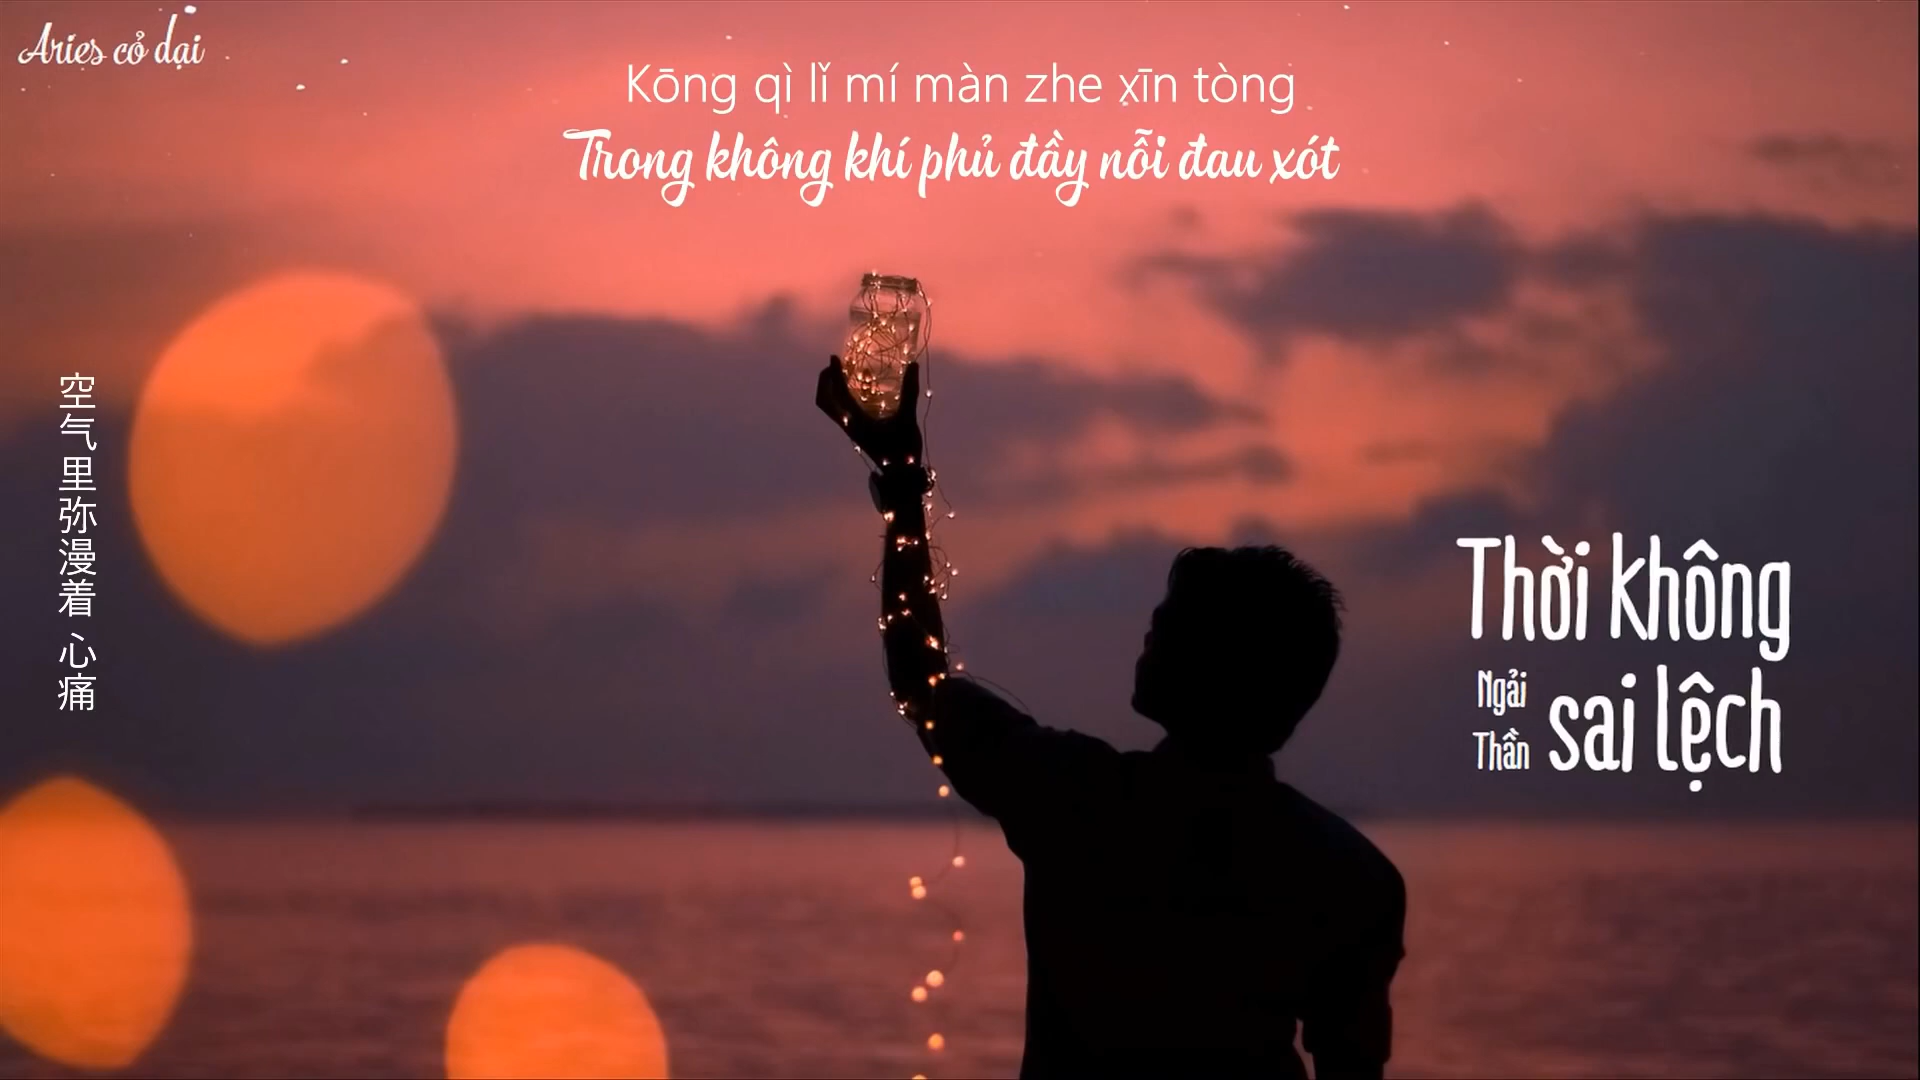 Aries cỏ dại
Kōng qì lǐ mí màn zhe xīn tòng
Trong không khí phủ đầy nỗi đau xót
空气里弥漫着 心痛
Thời không
sai lệch
Ngải
Thần